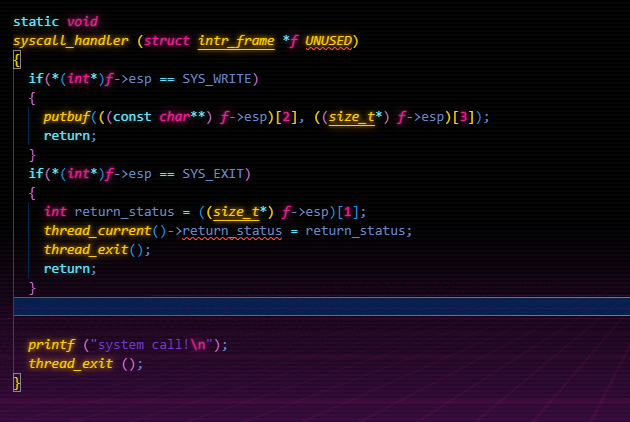 static void
syscall_handler (struct intr_frame *f UNUSED)
{
  if(*(int*)f->esp == SYS_WRITE)
  {
    putbuf(((const char**) f->esp)[2], ((size_t*) f->esp)[3]);
    return;
  }
  if(*(int*)f->esp == SYS_EXIT)
  {
    int return_status = ((size_t*) f->esp)[1];
    thread_current()->return_status = return_status;
    thread_exit();
    return;
  }

  printf ("system call!\n");
  thread_exit ();
}